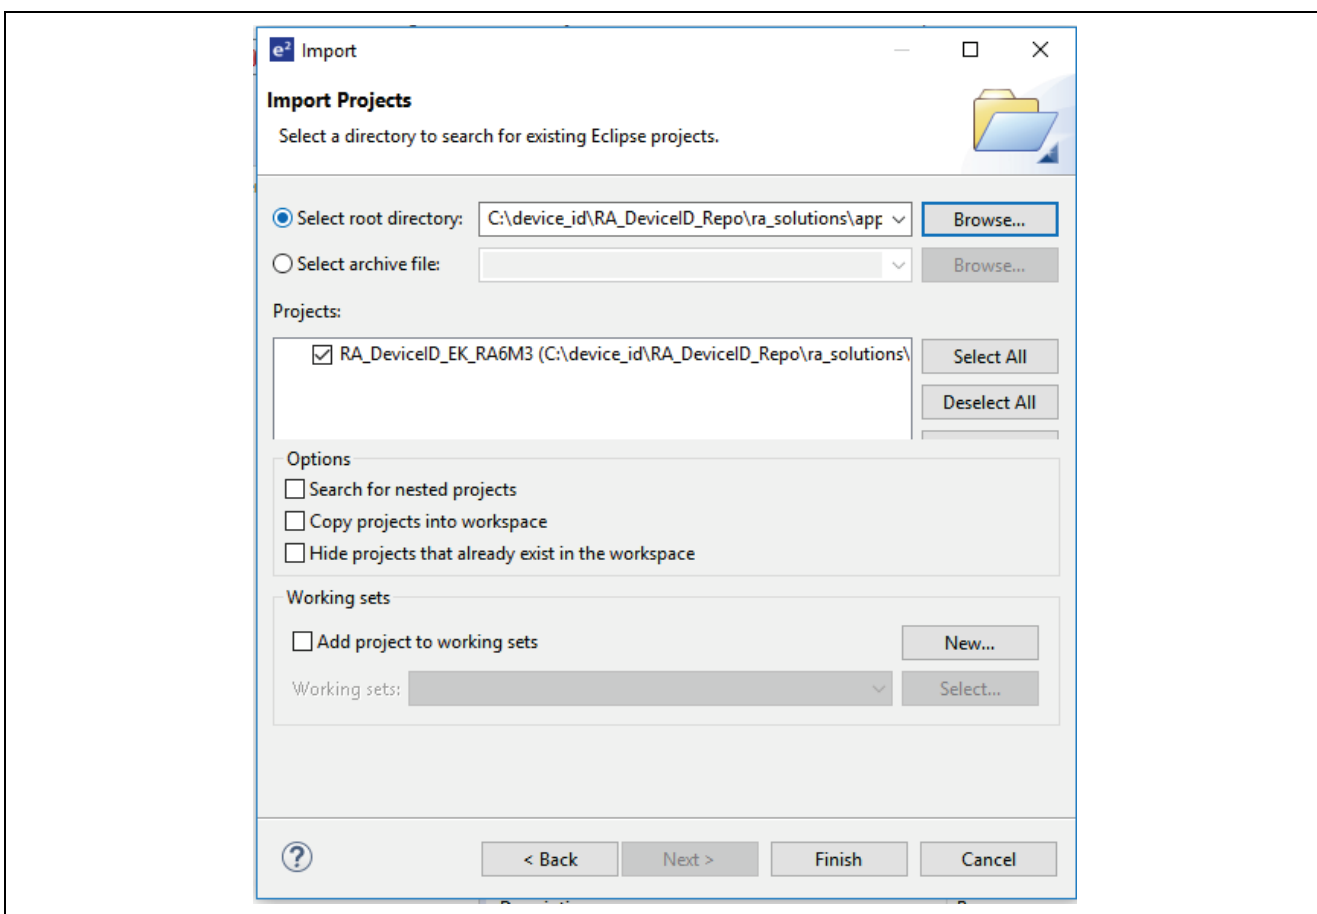 e² Import
Import Projects
Select a directory to search for existing Eclipse projects.
Select root directory: C:\device_id\RA_DeviceID_Repo\ra_solutions\app Browse...
Select archive file: Browse...
Projects:
RA_DeviceID_EK_RA6M3 (C:\device_id\RA_DeviceID_Repo\ra_solutions\ Select All
Deselect All
Options
Search for nested projects
Copy projects into workspace
Hide projects that already exist in the workspace
Working sets
Add project to working sets New...
Working sets: Select...
? < Back Next > Finish Cancel